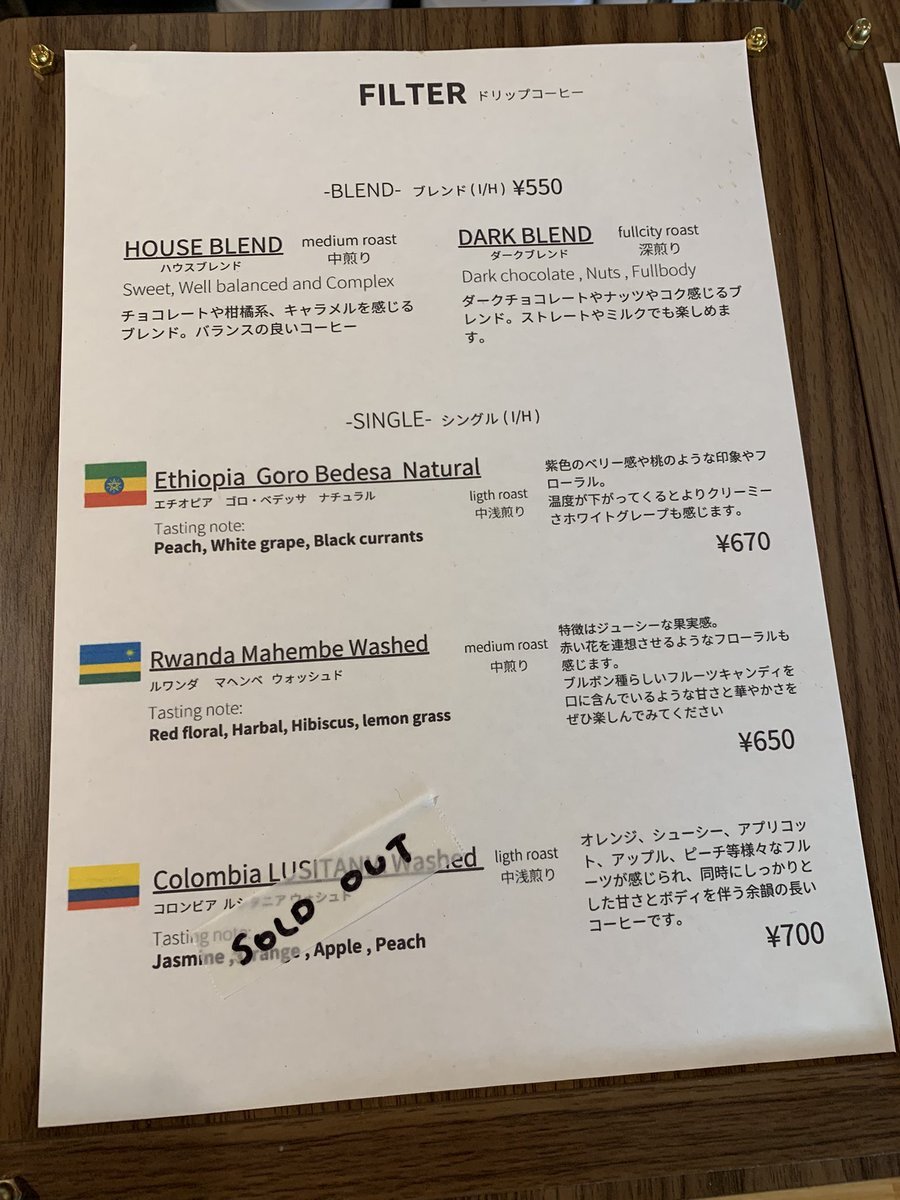 FILTER ドリップコーヒー
-BLEND- ブレンド(I/H) ¥550
HOUSE BLEND medium roast
ハウスブレンド 中煎り
Sweet, Well balanced and Complex
チョコレートや柑橘系、キャラメルを感じる
ブレンド。バランスの良いコーヒー
DARK BLEND fullcity roast
ダークブレンド 深煎り
Dark chocolate , Nuts , Fullbody
ダークチョコレートやナッツやコク感じるブ
レンド。ストレートやミルクでも楽しめま
す。
-SINGLE- シングル(I/H)
Ethiopia Goro Bedesa Natural
エチオピア ゴロ・ベデッサ ナチュラル
ligth roast
中浅煎り
Tasting note:
Peach, White grape, Black currants
紫色のベリー感や桃のような印象やフ
ローラル。
温度が下がってくるとよりクリーミー
さホワイトグレープも感じます。
¥670
Rwanda Mahembe Washed
ルワンダ マヘンベ ウォッシュド
medium roast
中煎り
Tasting note:
Red floral, Harbal, Hibiscus, lemon grass
特徴はジューシーな果実感。
赤い花を連想させるようなフローラルも
感じます。
ブルボン種らしいフルーツキャンディを
口に含んでいるような甘さと華やかさを
ぜひ楽しんでみてください
¥650
Colombia LUSITANIA Washed
コロンビア ルシタニア ウォッシュド
ligth roast
中浅煎り
Tasting note:
Jasmine , Orange , Apple , Peach
SOLD OUT
オレンジ、シューシー、アプリコッ
ト、アップル、ピーチ等様々なフル
ーツが感じられ、同時にしっかりと
した甘さとボディを伴う余韻の長い
コーヒーです。
¥700